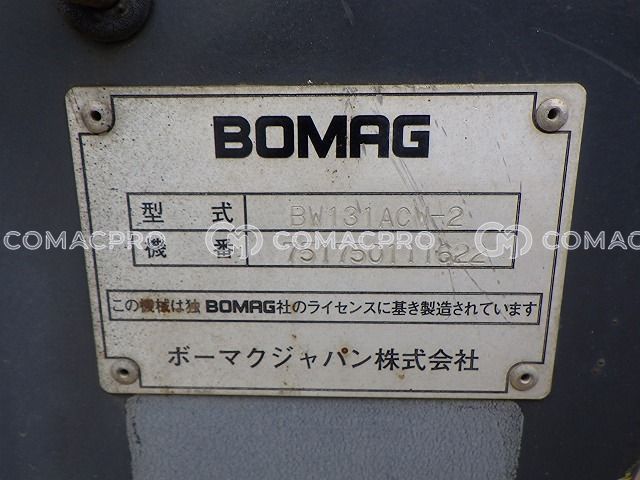 BOMAG
型式 BW131ACW-2
機番 751750111622
この機械は独BOMAG社のライセンスに基き製造されています
ボーマクジャパン株式会社
COMACPRO COMACPRO COMACPRO